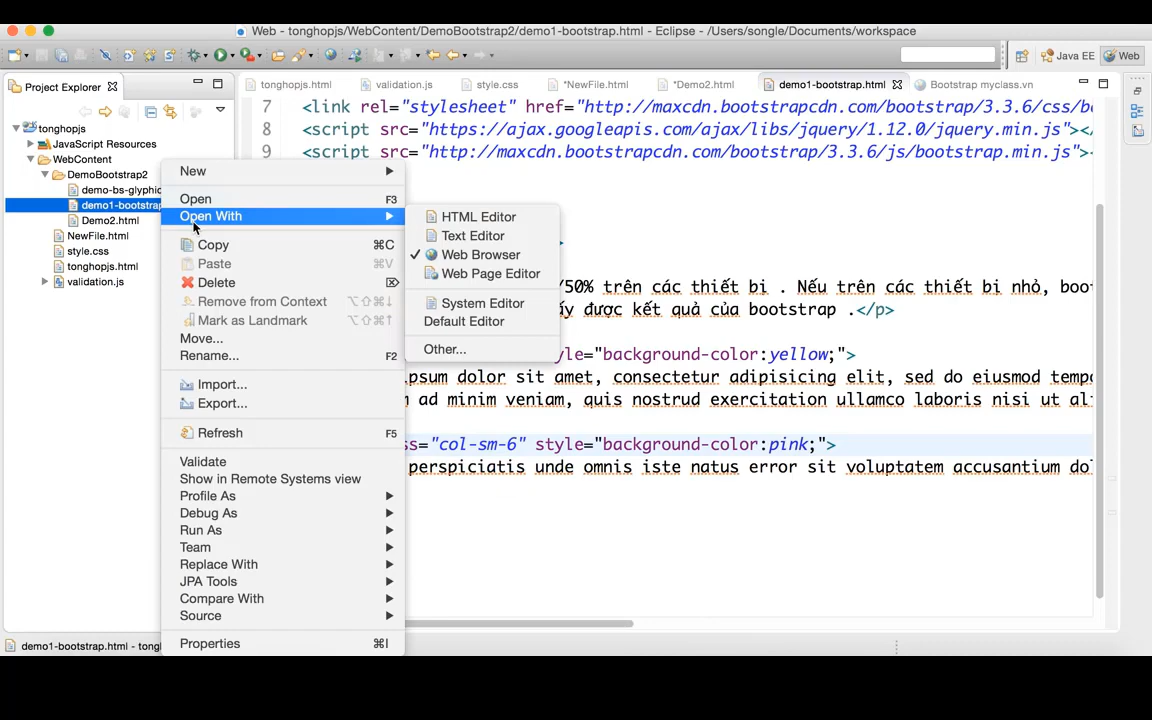 Web - tonghopjs/WebContent/DemoBootstrap2/demo1-bootstrap.html - Eclipse - /Users/songle/Documents/workspace
Java EE Web
Project Explorer
tonghopjs.html validation.js style.css *NewFile.html *Demo2.html demo1-bootstrap.html Bootstrap myclass.vn
tonghopjs
JavaScript Resources
WebContent
DemoBootstrap2
demo-bs-glyphic
demo1-bootstrap
Demo2.html
NewFile.html
style.css
tonghopjs.html
validation.js
New
Open F3
Open With
Copy ⌘C
Paste ⌘V
Delete ⌦
Remove from Context ⌥⇧⌘↓
Mark as Landmark ⌥⇧⌘↑
Move...
Rename... F2
Import...
Export...
Refresh F5
Validate
Show in Remote Systems view
Profile As
Debug As
Run As
Team
Replace With
JPA Tools
Compare With
Source
Properties ⌘I
HTML Editor
Text Editor
Web Browser
Web Page Editor
System Editor
Default Editor
Other...
7 <link rel="stylesheet" href="http://maxcdn.bootstrapcdn.com/bootstrap/3.3.6/css/bo
8 <script src="https://ajax.googleapis.com/ajax/libs/jquery/1.12.0/jquery.min.js"></
9 <script src="http://maxcdn.bootstrapcdn.com/bootstrap/3.3.6/js/bootstrap.min.js">
>
/50% trên các thiết bị . Nếu trên các thiết bị nhỏ, boot
ấy được kết quả của bootstrap .</p>
yle="background-color:yellow;">
psum dolor sit amet, consectetur adipisicing elit, sed do eiusmod tempo
ad minim veniam, quis nostrud exercitation ullamco laboris nisi ut ali
ss="col-sm-6" style="background-color:pink;">
perspiciatis unde omnis iste natus error sit voluptatem accusantium dol
demo1-bootstrap.html - tongh